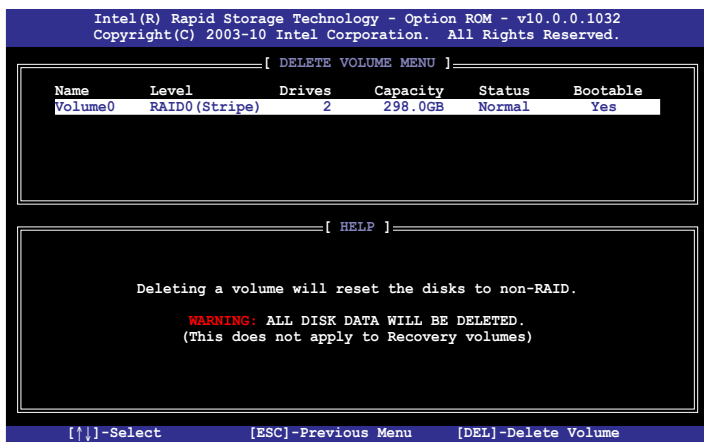 Intel(R) Rapid Storage Technology - Option ROM - v10.0.0.1032
Copyright(C) 2003-10 Intel Corporation. All Rights Reserved.
[ DELETE VOLUME MENU ]
Name Level Drives Capacity Status Bootable
Volume0 RAID0(Stripe) 2 298.0GB Normal Yes
[ HELP ]
Deleting a volume will reset the disks to non-RAID.
WARNING: ALL DISK DATA WILL BE DELETED.
(This does not apply to Recovery volumes)
[↑↓]-Select [ESC]-Previous Menu [DEL]-Delete Volume